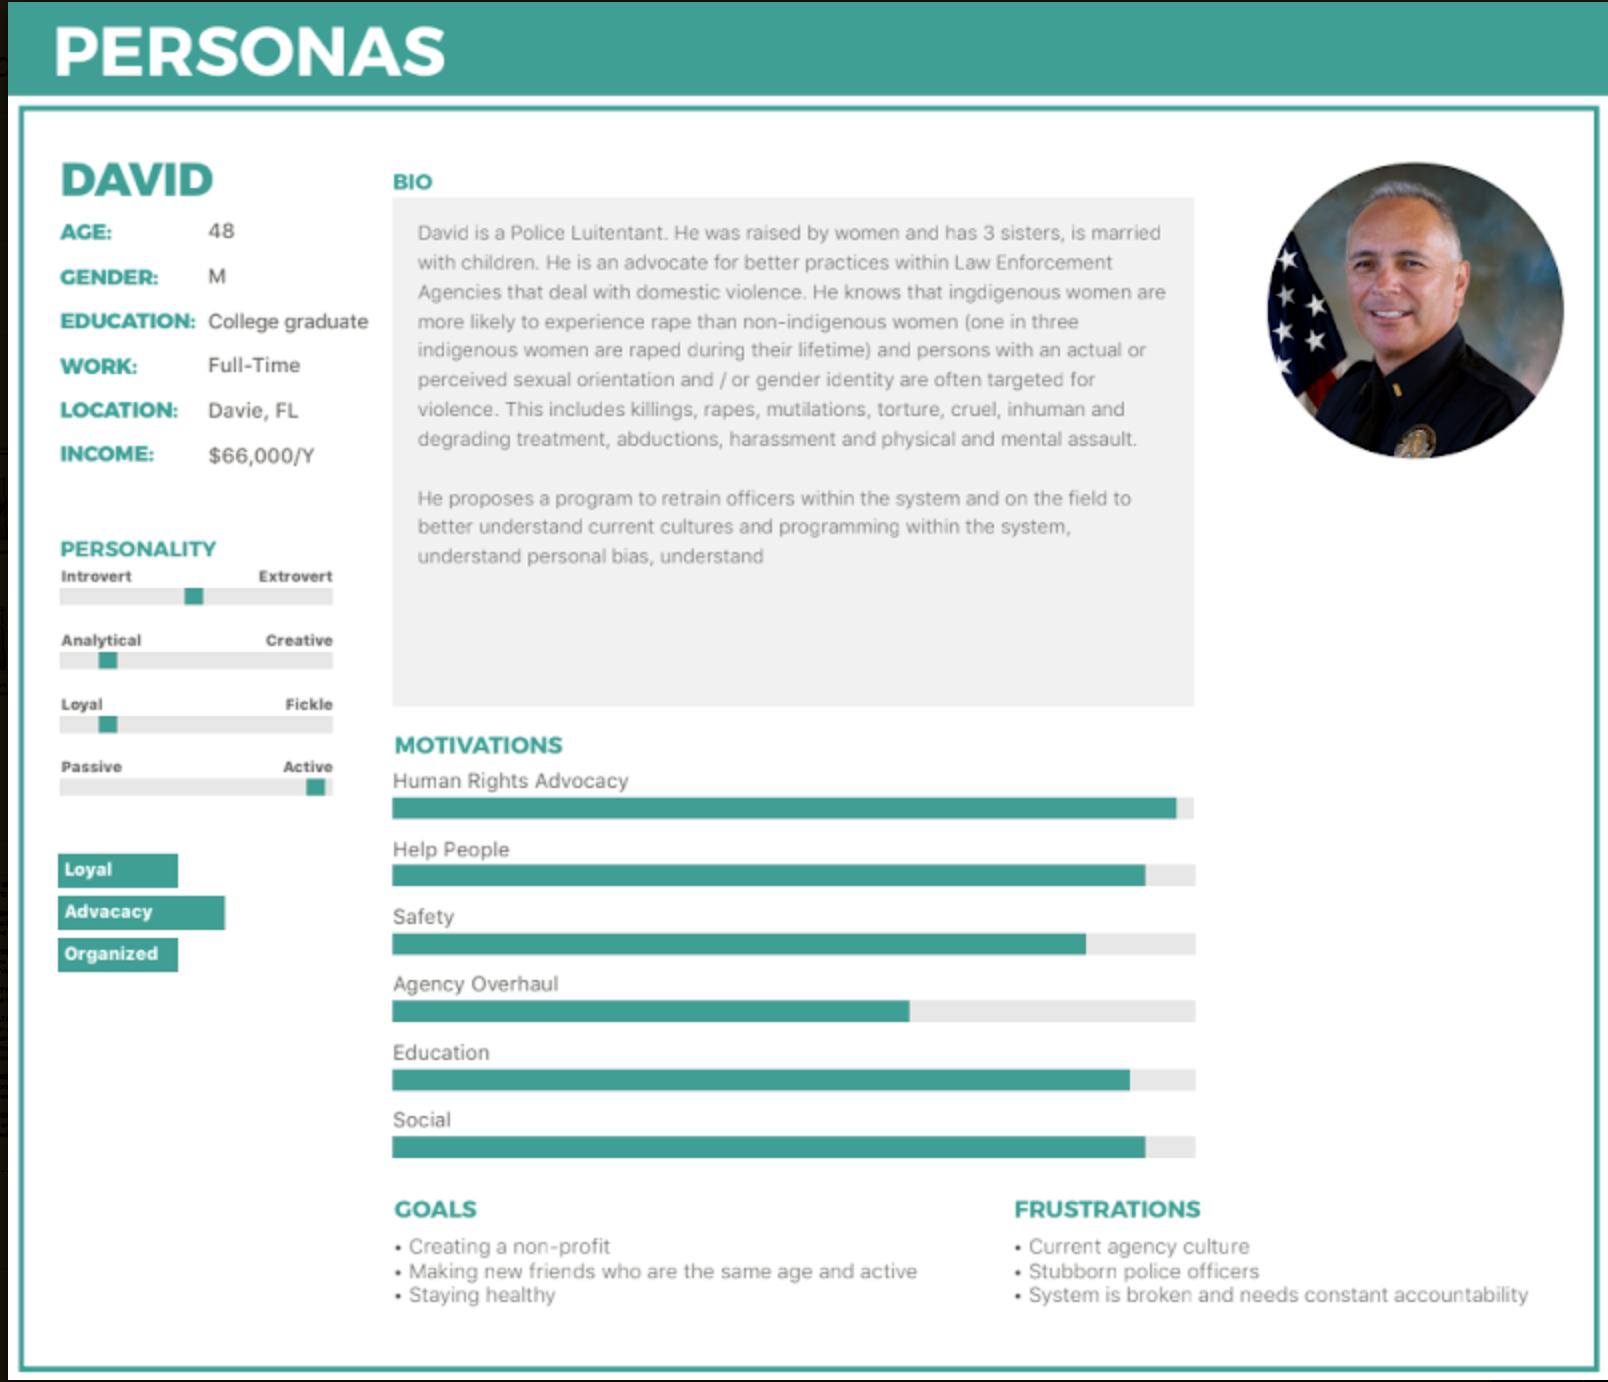 PERSONAS
DAVID
AGE: 48
GENDER: M
EDUCATION: College graduate
WORK: Full-Time
LOCATION: Davie, FL
INCOME: $66,000/Y
PERSONALITY
Introvert Extrovert
Analytical Creative
Loyal Fickle
Passive Active
Loyal
Advacacy
Organized
BIO
David is a Police Luitentant. He was raised by women and has 3 sisters, is married
with children. He is an advocate for better practices within Law Enforcement
Agencies that deal with domestic violence. He knows that ingdigenous women are
more likely to experience rape than non-indigenous women (one in three
indigenous women are raped during their lifetime) and persons with an actual or
perceived sexual orientation and / or gender identity are often targeted for
violence. This includes killings, rapes, mutilations, torture, cruel, inhuman and
degrading treatment, abductions, harassment and physical and mental assault.
He proposes a program to retrain officers within the system and on the field to
better understand current cultures and programming within the system,
understand personal bias, understand
MOTIVATIONS
Human Rights Advocacy
Help People
Safety
Agency Overhaul
Education
Social
GOALS
• Creating a non-profit
• Making new friends who are the same age and active
• Staying healthy
FRUSTRATIONS
• Current agency culture
• Stubborn police officers
• System is broken and needs constant accountability